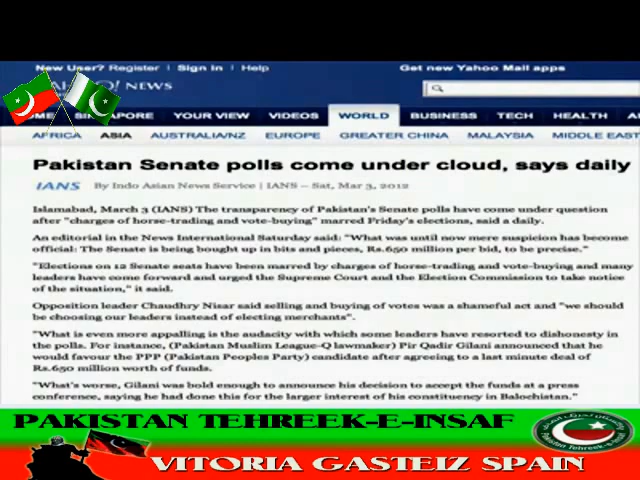 New User? Register | Sign In | Help
Get new Yahoo Mail apps
! NEWS
OME
PORE
YOUR VIEW
VIDEOS
WORLD
BUSINESS
TECH
HEALTH
AFRICA
ASIA
AUSTRALIA/NZ
EUROPE
GREATER CHINA
MALAYSIA
MIDDLE EAST
Pakistan Senate polls come under cloud, says daily
IANS
By Indo Asian News Service | IANS – Sat, Mar 3, 2012
Islamabad, March 3 (IANS) The transparency of Pakistan's Senate polls have come under question
after "charges of horse-trading and vote-buying" marred Friday's elections, said a daily.
An editorial in the News International Saturday said: "What was until now mere suspicion has become
official: The Senate is being bought up in bits and pieces, Rs.650 million per bid, to be precise."
"Elections on 12 Senate seats have been marred by charges of horse-trading and vote-buying and many
leaders have come forward and urged the Supreme Court and the Election Commission to take notice
of the situation," it said.
Opposition leader Chaudhry Nisar said selling and buying of votes was a shameful act and "we should
be choosing our leaders instead of electing merchants".
"What is even more appalling is the audacity with which some leaders have resorted to dishonesty in
the polls. For instance, (Pakistan Muslim League-Q lawmaker) Pir Qadir Gilani announced that he
would favour the PPP (Pakistan Peoples Party) candidate after agreeing to a last minute deal of
Rs.650 million worth of funds.
"What's worse, Gilani was bold enough to announce his decision to accept the funds at a press
conference, saying he had done this for the larger interest of his constituency in Balochistan."
PAKISTAN TEHREEK-E-INSAF
Pakistan Tehreek-e-Insaf
VITORIA GASTEIZ SPAIN